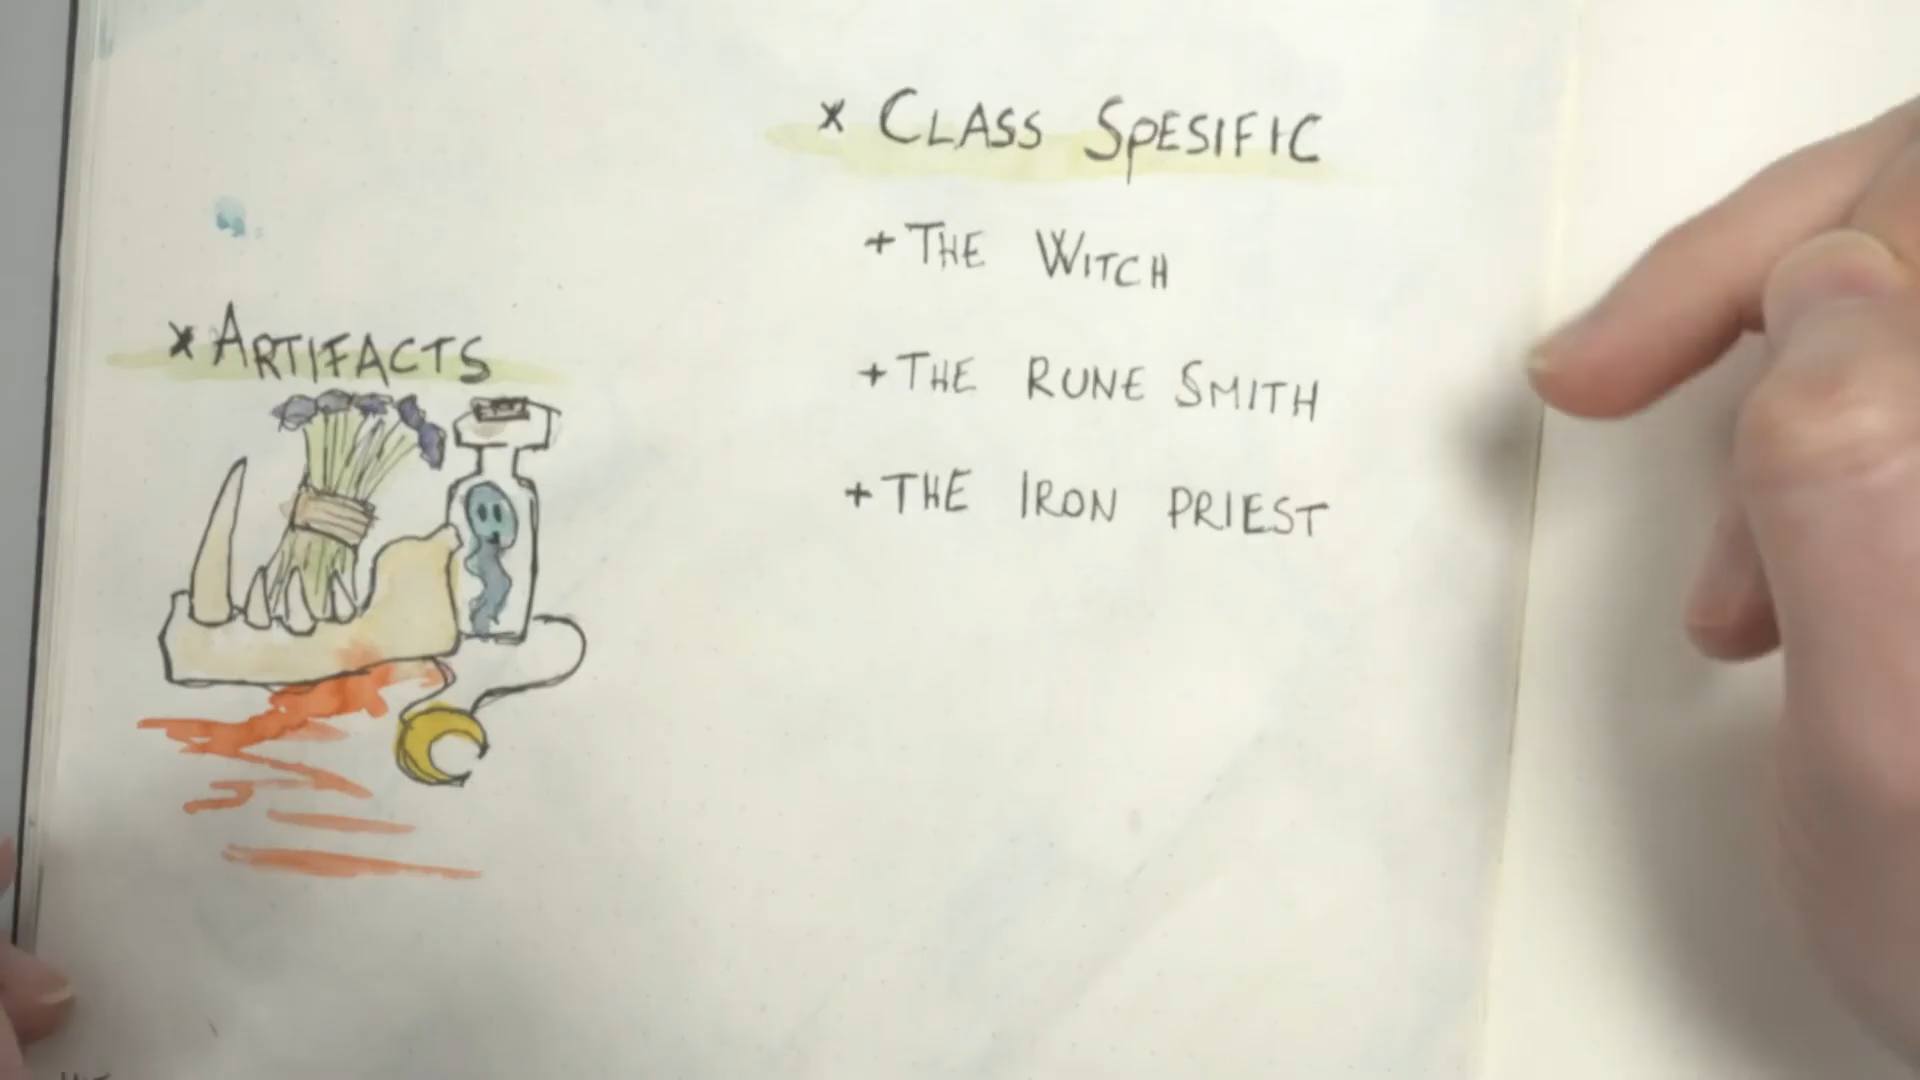 x Artifacts
x Class Spesific
+ The Witch
+ The Rune Smith
+ The Iron Priest